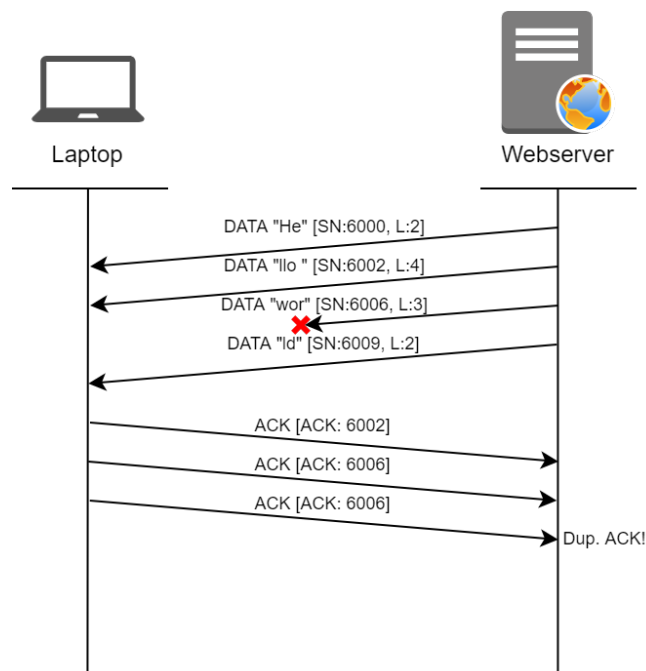 Laptop
Webserver
DATA "He" [SN:6000, L:2]
DATA "llo " [SN:6002, L:4]
DATA "wor" [SN:6006, L:3]
DATA "ld" [SN:6009, L:2]
ACK [ACK: 6002]
ACK [ACK: 6006]
ACK [ACK: 6006]
Dup. ACK!